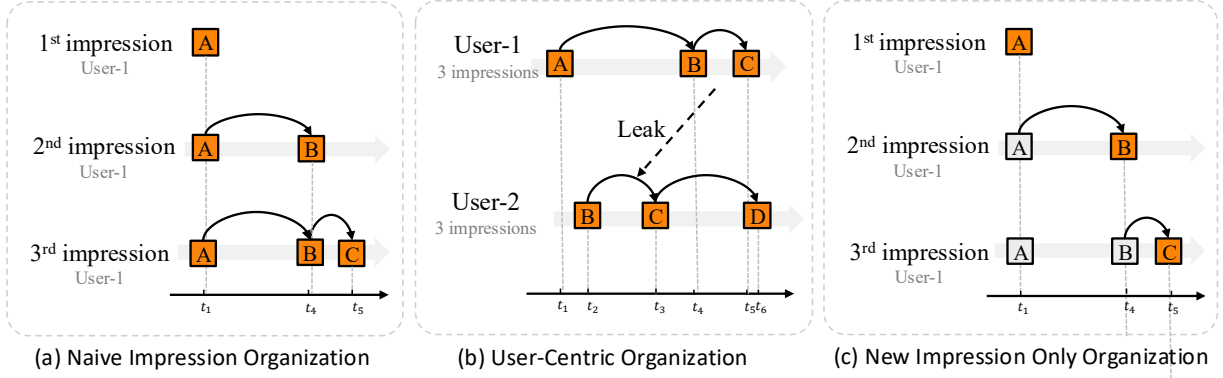 1st impression
User-1
A
2nd impression
User-1
A B
3rd impression
User-1
A B C
t1 t4 t5
(a) Naive Impression Organization
User-1
3 impressions
A B C
Leak
User-2
3 impressions
B C D
t1 t2 t3 t4 t5 t6
(b) User-Centric Organization
1st impression
User-1
A
2nd impression
User-1
A B
3rd impression
User-1
A B C
t1 t4 t5
(c) New Impression Only Organization